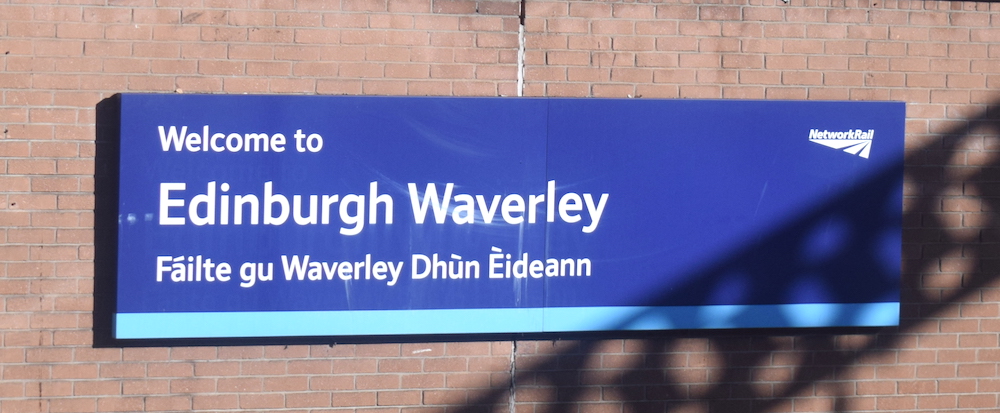 Welcome to
NetworkRail
Edinburgh Waverley
Fáilte gu Waverley Dhùn Èideann